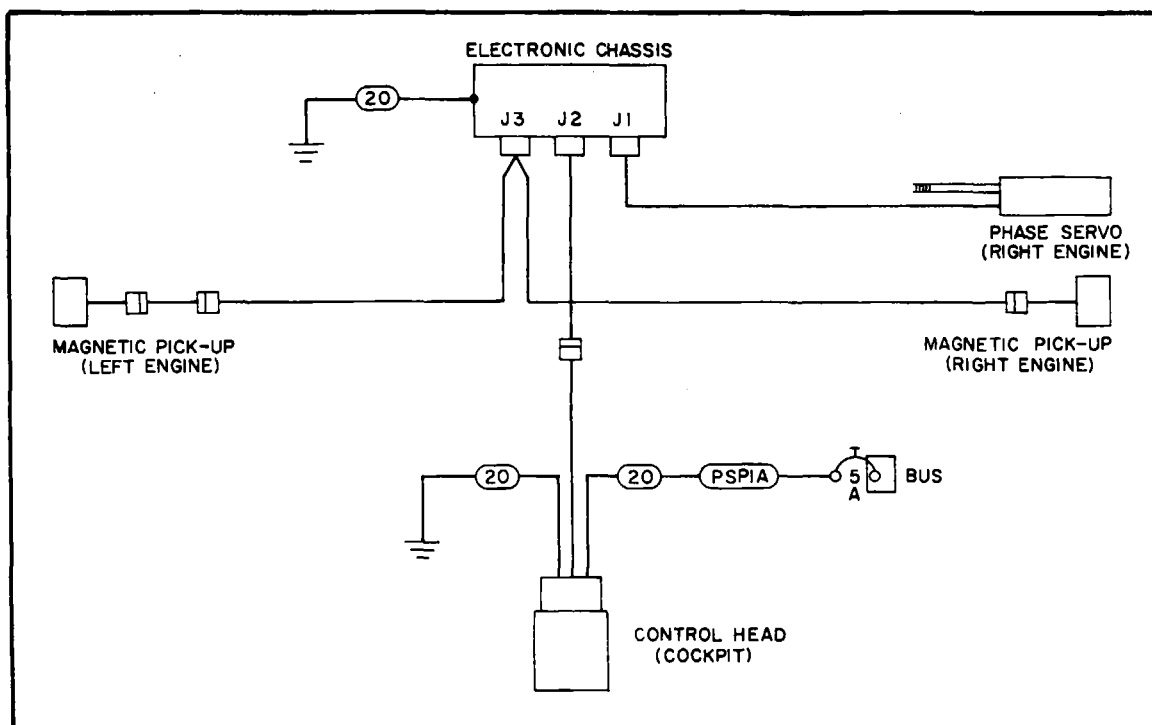 ELECTRONIC CHASSIS
20
J3 J2 J1
PHASE SERVO
(RIGHT ENGINE)
MAGNETIC PICK-UP
(LEFT ENGINE)
MAGNETIC PICK-UP
(RIGHT ENGINE)
20
20
PSP1A
5
A
BUS
CONTROL HEAD
(COCKPIT)